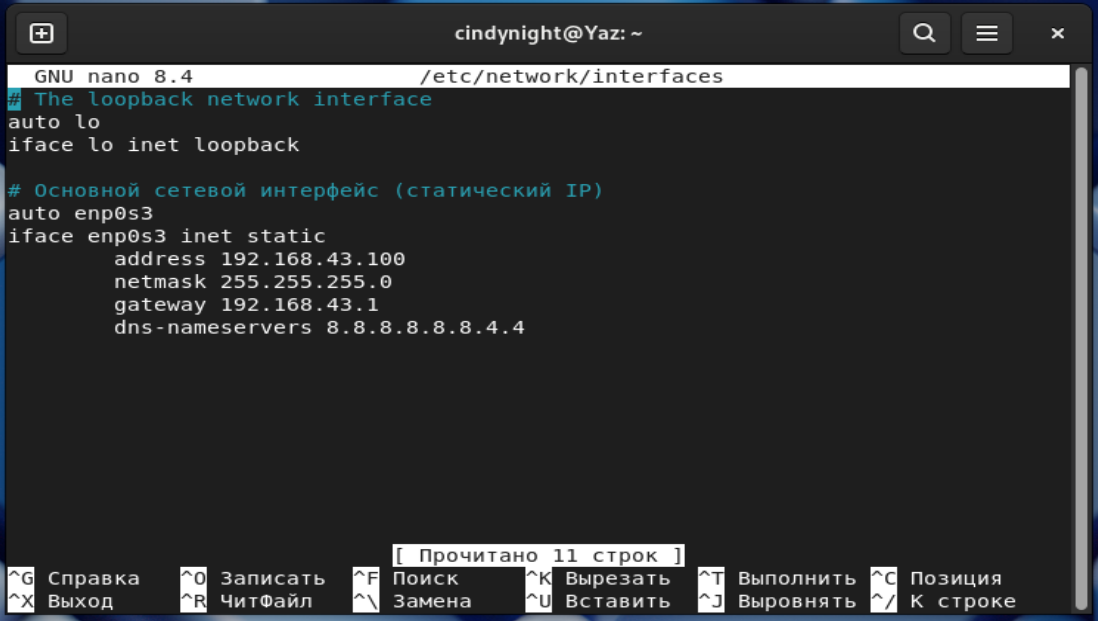 cindynight@Yaz: ~
GNU nano 8.4 /etc/network/interfaces
# The loopback network interface
auto lo
iface lo inet loopback
# Основной сетевой интерфейс (статический IP)
auto enp0s3
iface enp0s3 inet static
address 192.168.43.100
netmask 255.255.255.0
gateway 192.168.43.1
dns-nameservers 8.8.8.8.8.8.4.4
[ Прочитано 11 строк ]
^G Справка ^O Записать ^F Поиск ^K Вырезать ^T Выполнить ^C Позиция
^X Выход ^R ЧитФайл ^\ Замена ^U Вставить ^J Выровнять ^/ К строке